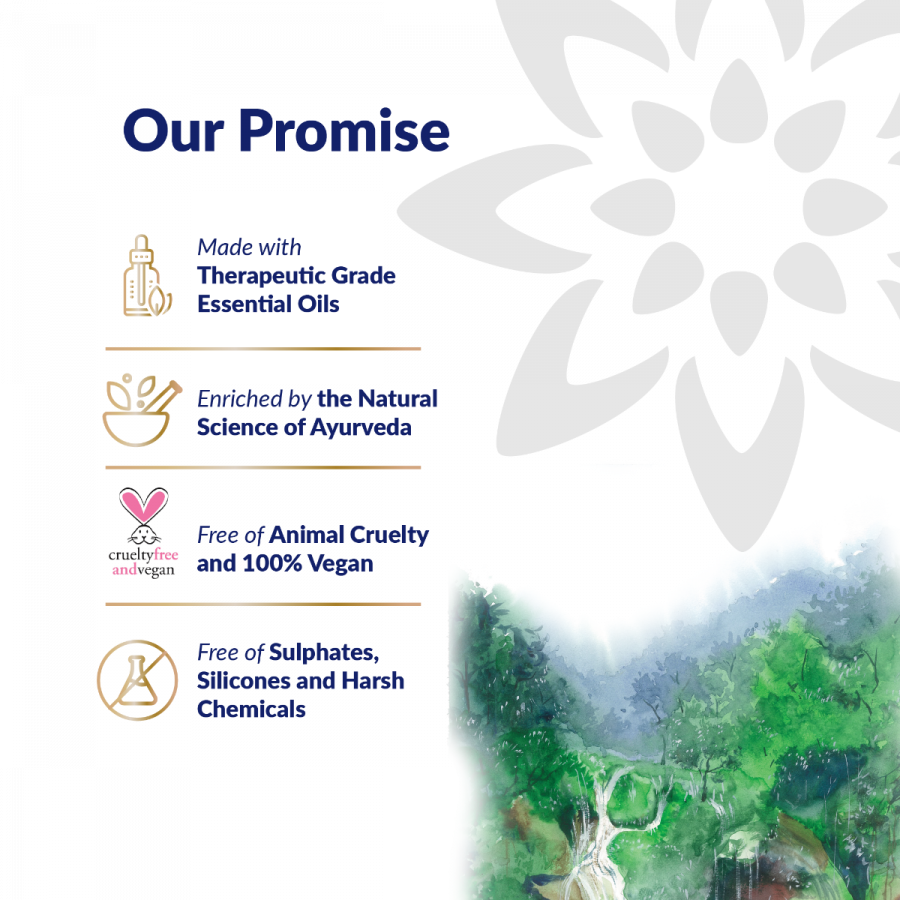 Our Promise
Made with
Therapeutic Grade
Essential Oils
Enriched by the Natural
Science of Ayurveda
crueltyfree
andvegan
Free of Animal Cruelty
and 100% Vegan
Free of Sulphates,
Silicones and Harsh
Chemicals